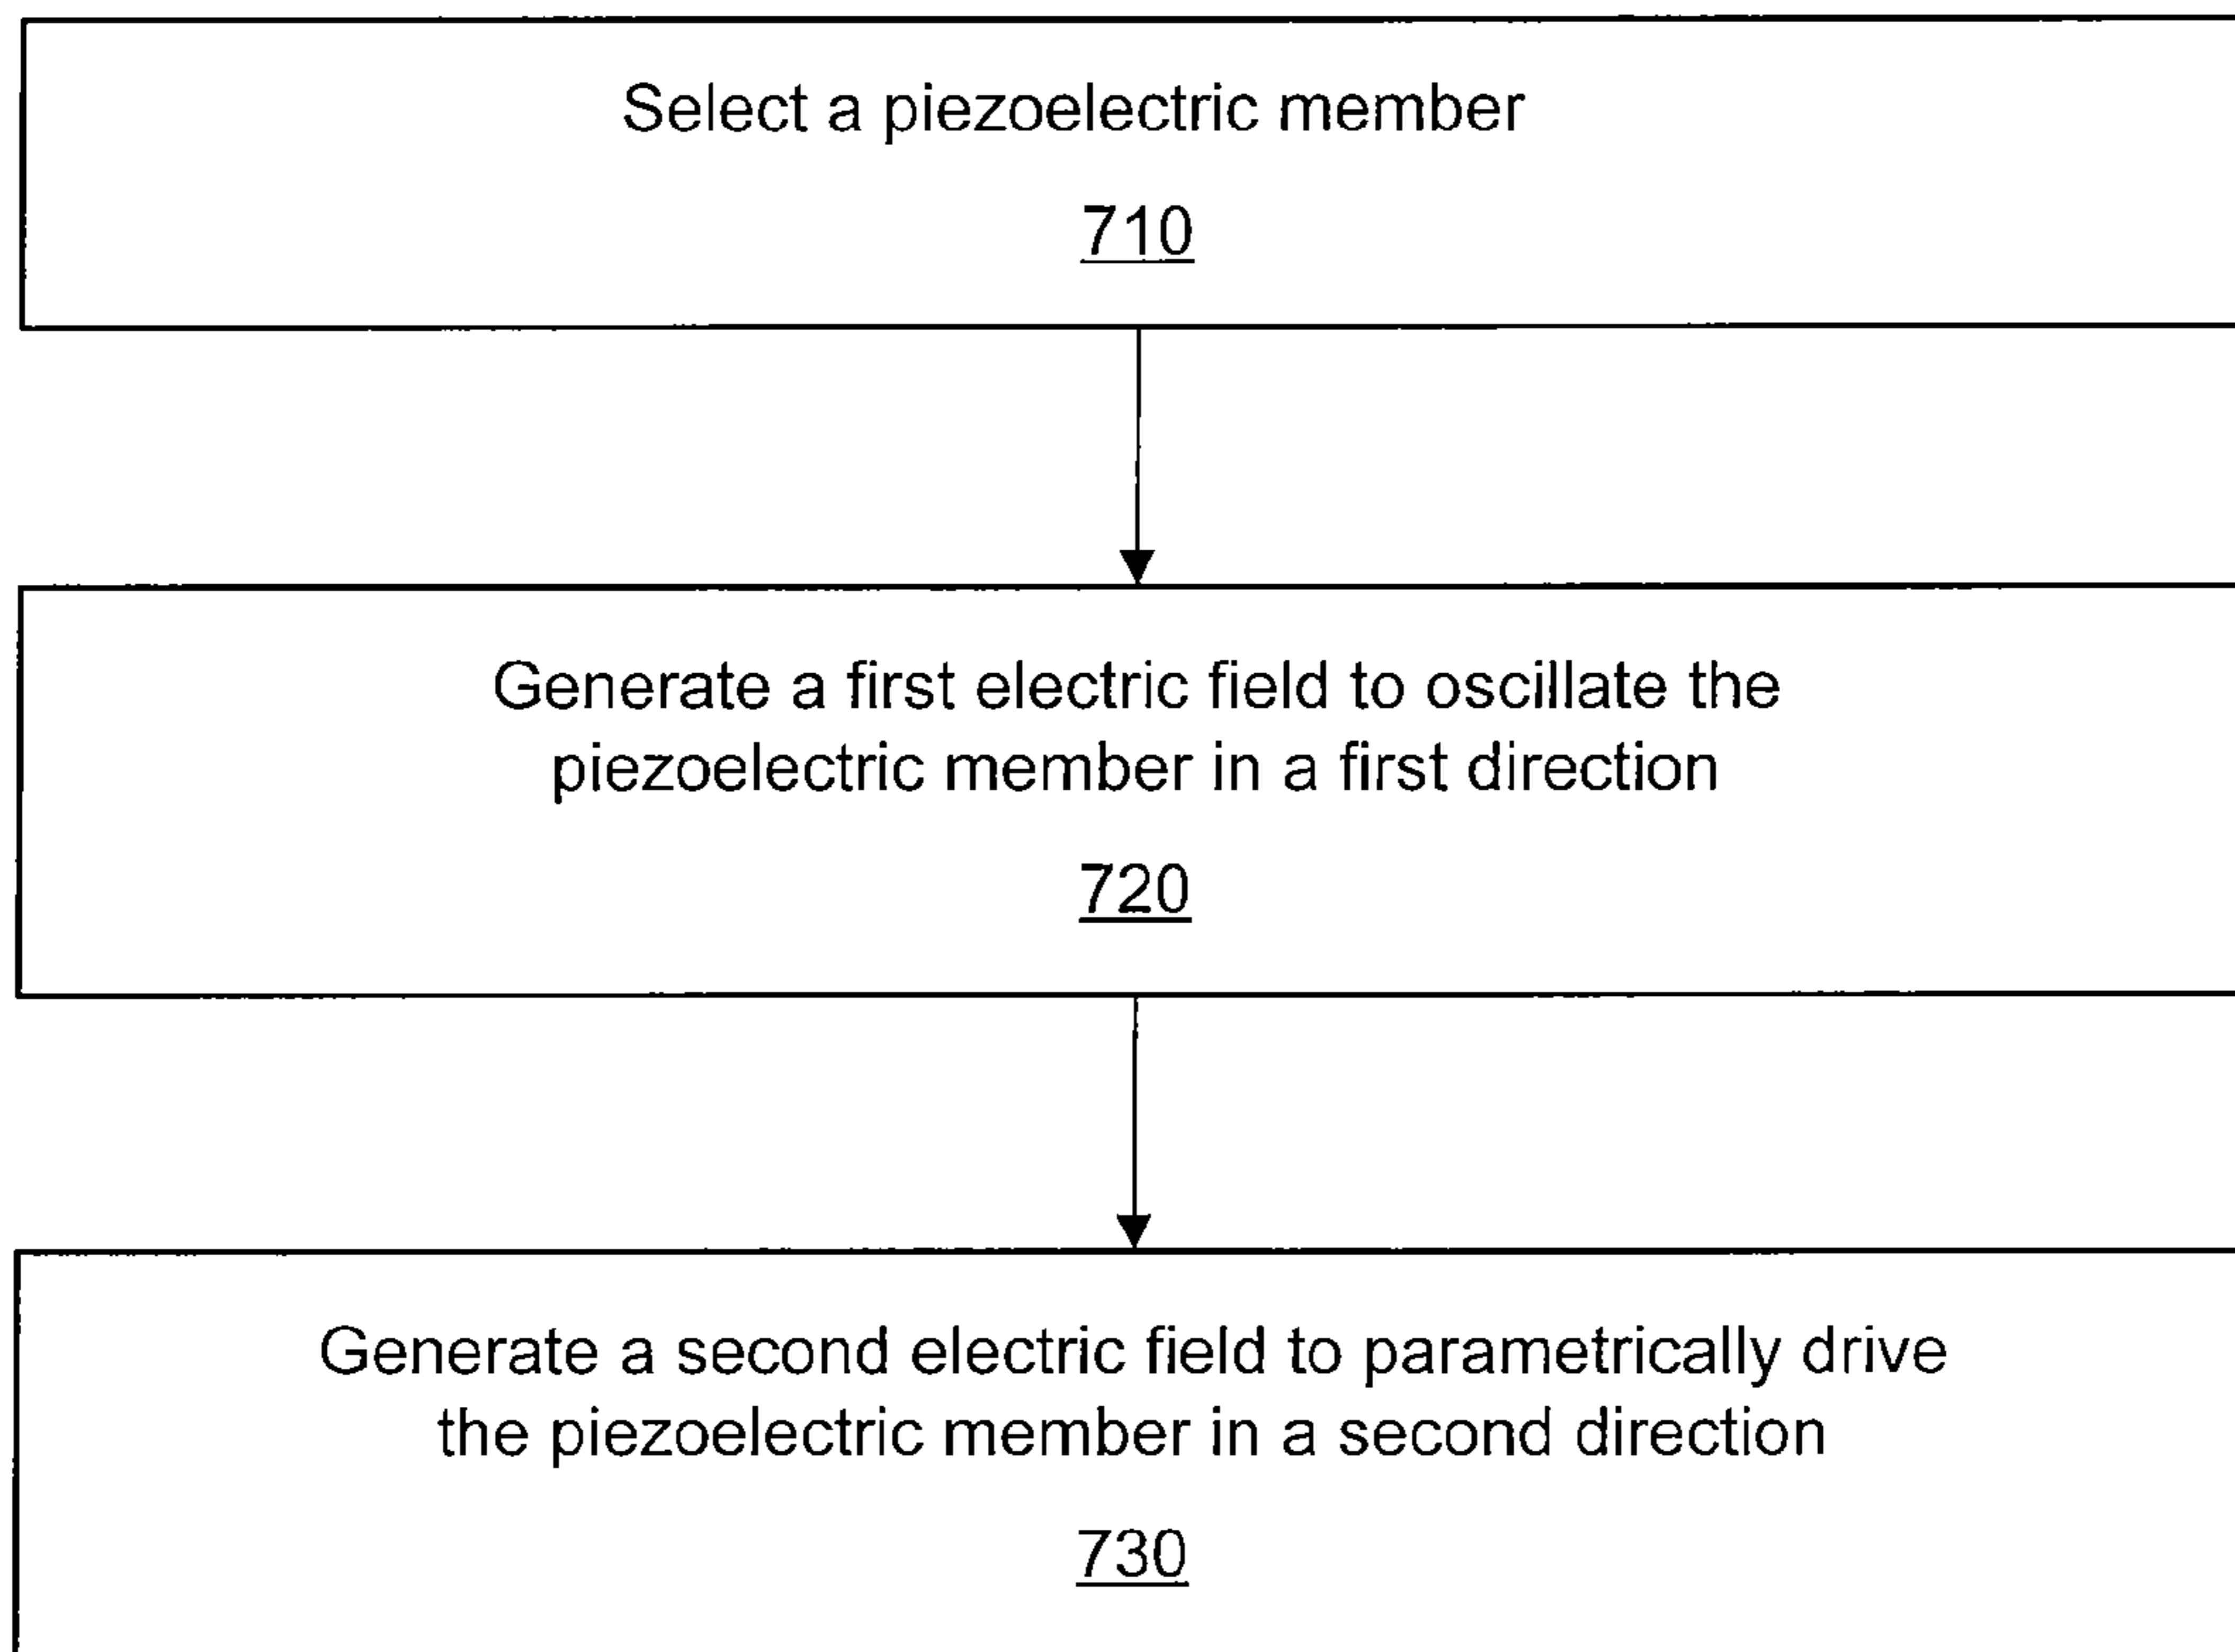 Select a piezoelectric member
710
Generate a first electric field to oscillate the
piezoelectric member in a first direction
720
Generate a second electric field to parametrically drive
the piezoelectric member in a second direction
730